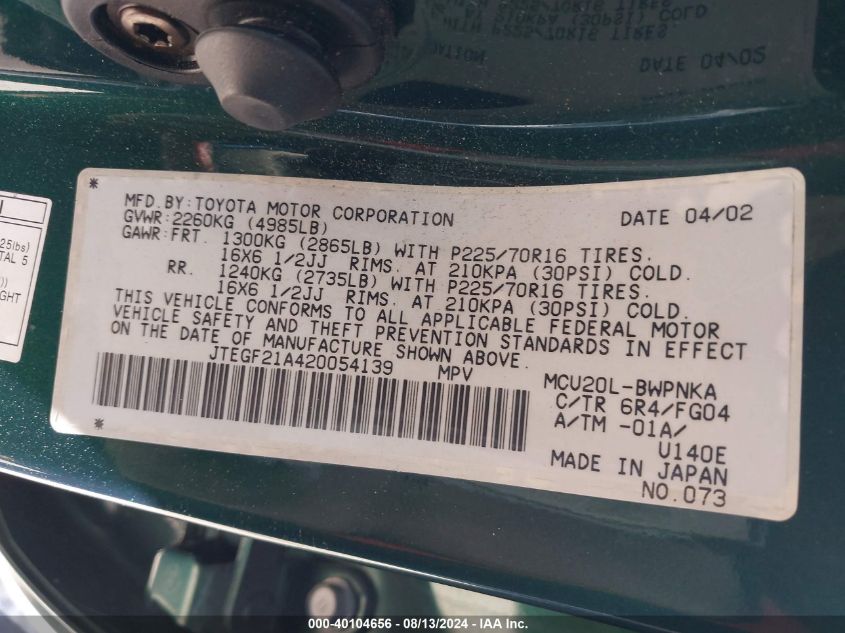 MFD. BY: TOYOTA MOTOR CORPORATION DATE 04/02
GVWR: 2260KG (4985LB)
GAWR: FRT. 1300KG (2865LB) WITH P225/70R16 TIRES.
16X6 1/2JJ RIMS. AT 210KPA (30PSI) COLD.
RR. 1240KG (2735LB) WITH P225/70R16 TIRES.
16X6 1/2JJ RIMS. AT 210KPA (30PSI) COLD.
THIS VEHICLE CONFORMS TO ALL APPLICABLE FEDERAL MOTOR
VEHICLE SAFETY AND THEFT PREVENTION STANDARDS IN EFFECT
ON THE DATE OF MANUFACTURE SHOWN ABOVE.
JTEGF21A420054139 MPV
MCU20L-BWPNKA
C/TR 6R4/FG04
A/TM -01A/
U140E
MADE IN JAPAN
NO.073
25lbs)
TAL 5
))
GHT
000-40104656 - 08/13/2024 - IAA Inc.